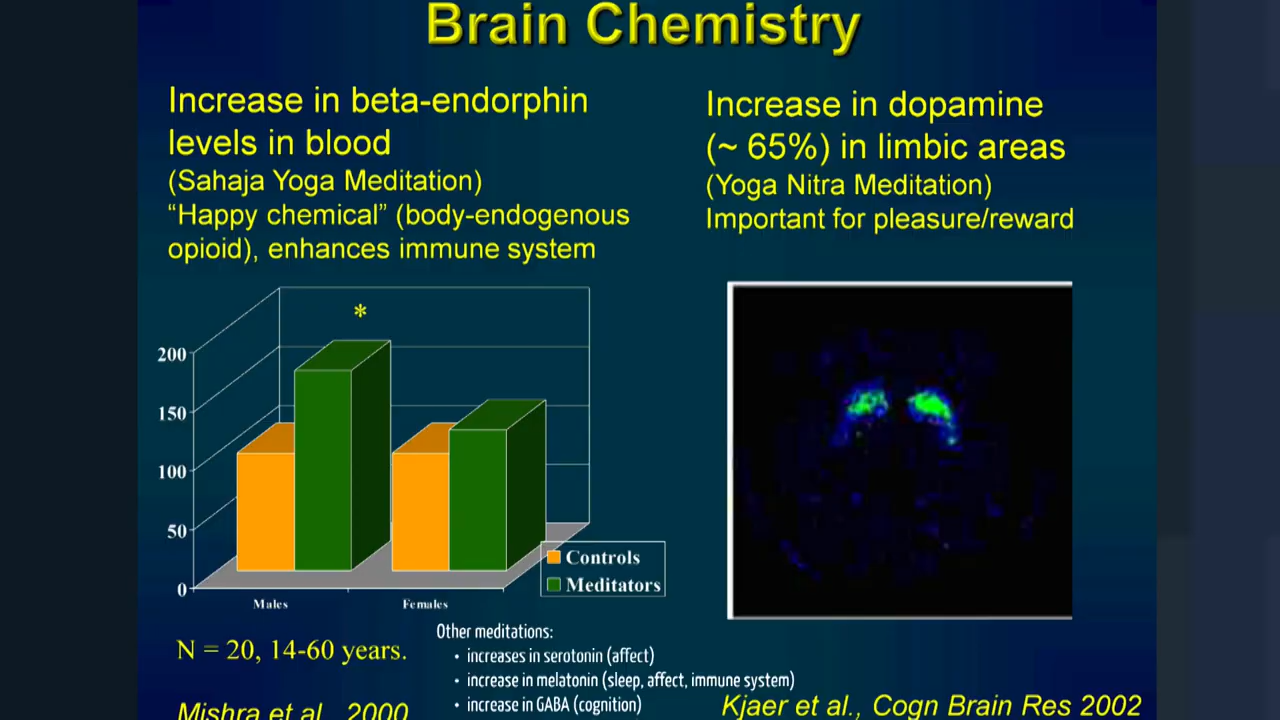 Brain Chemistry
Increase in beta-endorphin
levels in blood
(Sahaja Yoga Meditation)
“Happy chemical” (body-endogenous
opioid), enhances immune system
Increase in dopamine
(~ 65%) in limbic areas
(Yoga Nitra Meditation)
Important for pleasure/reward
*
200
150
100
50
0
Males
Females
Controls
Meditators
N = 20, 14-60 years.
Mishra et al., 2000
Other meditations:
• increases in serotonin (affect)
• increase in melatonin (sleep, affect, immune system)
• increase in GABA (cognition)
Kjaer et al., Cogn Brain Res 2002